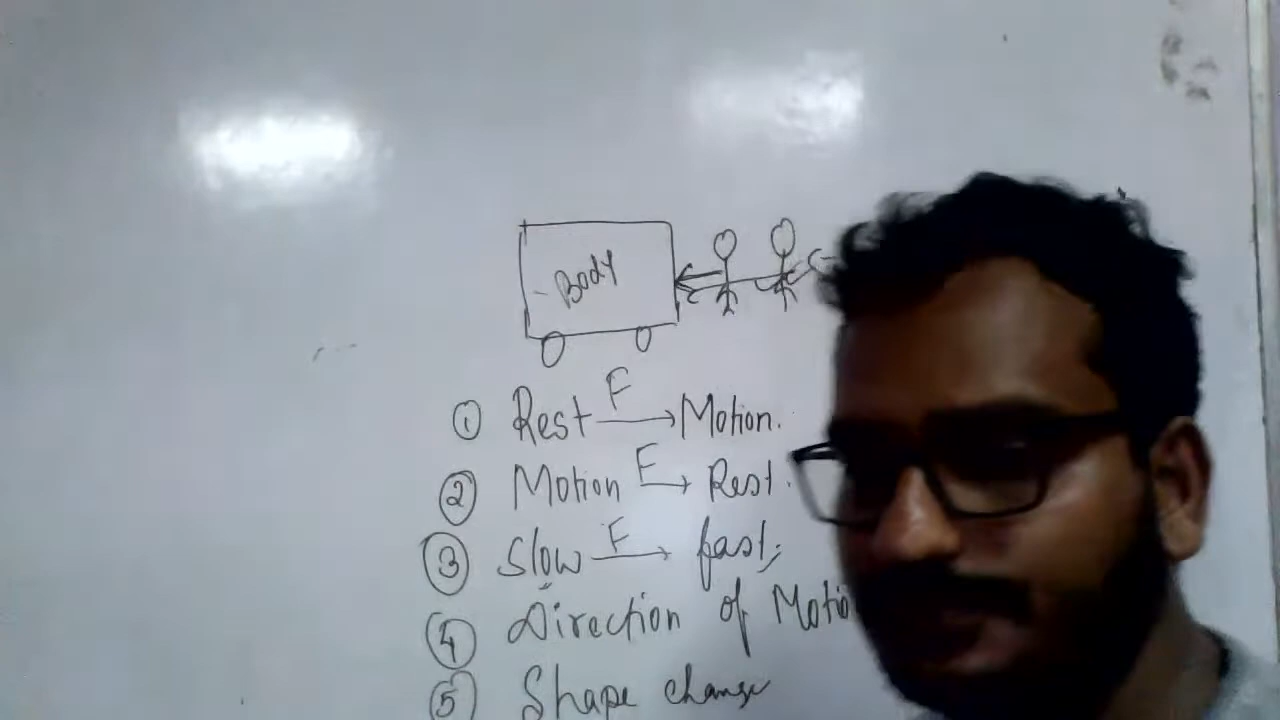 Body
① Rest F→ Motion.
② Motion F→ Rest.
③ Slow F→ fast;
④ Direction of Motio
⑤ Shape change